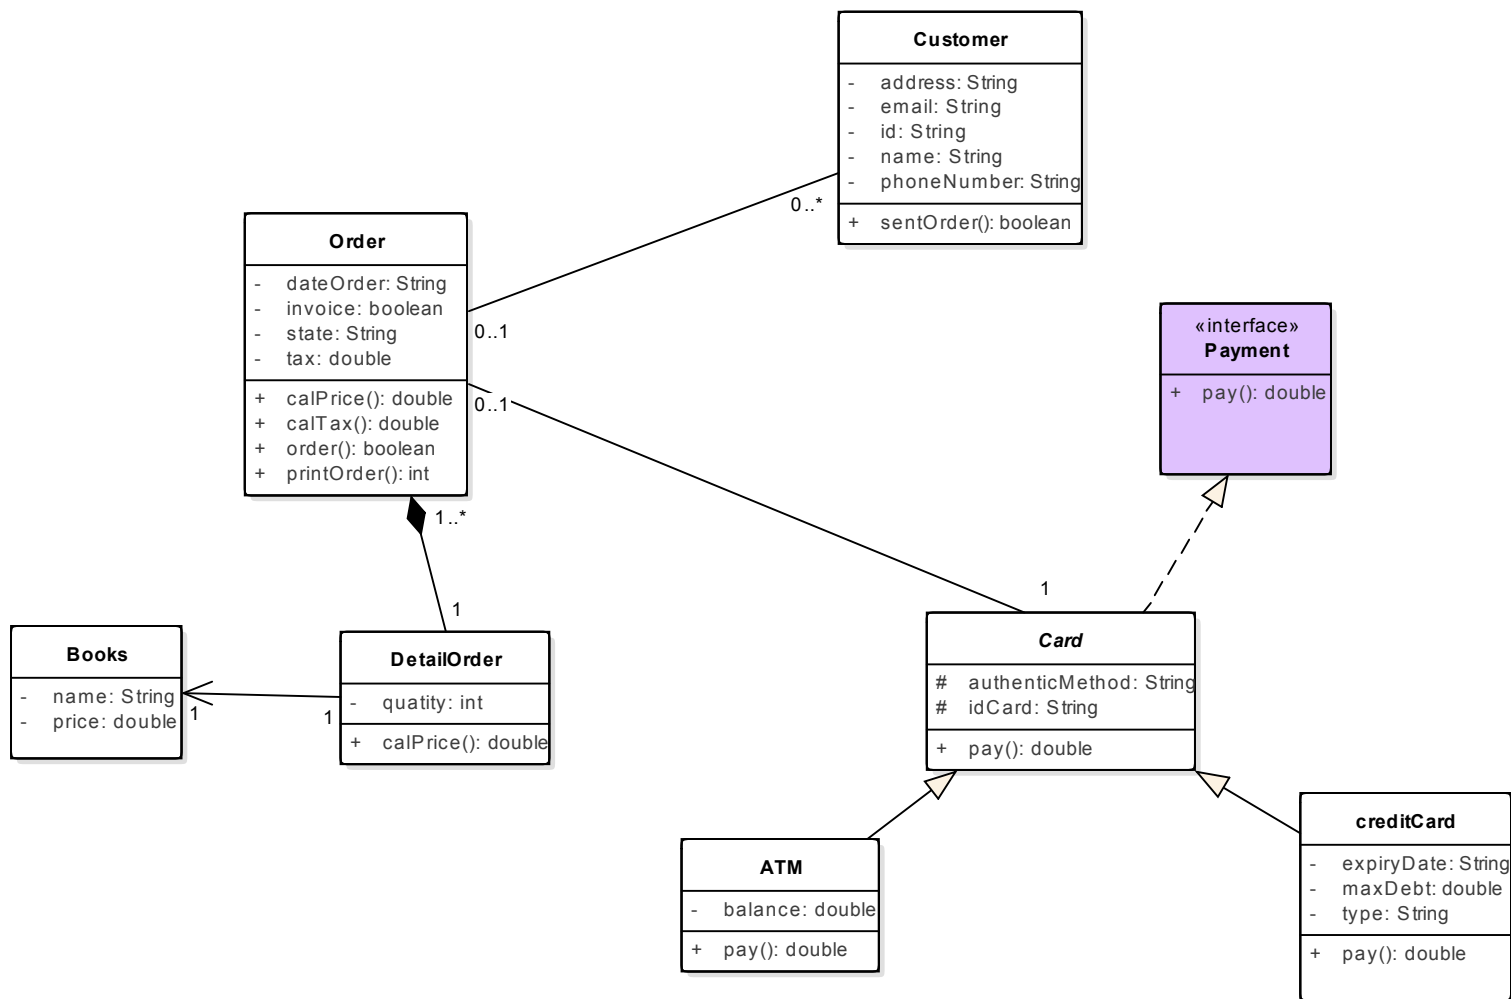 Customer
- address: String
- email: String
- id: String
- name: String
- phoneNumber: String
+ sentOrder(): boolean
0..*
Order
- dateOrder: String
- invoice: boolean
- state: String
- tax: double
+ calPrice(): double
+ calTax(): double
+ order(): boolean
+ printOrder(): int
0..1
0..1
1..*
1
«interface»
Payment
+ pay(): double
1
Books
- name: String
- price: double
1
1
DetailOrder
- quatity: int
+ calPrice(): double
Card
# authenticMethod: String
# idCard: String
+ pay(): double
ATM
- balance: double
+ pay(): double
creditCard
- expiryDate: String
- maxDebt: double
- type: String
+ pay(): double